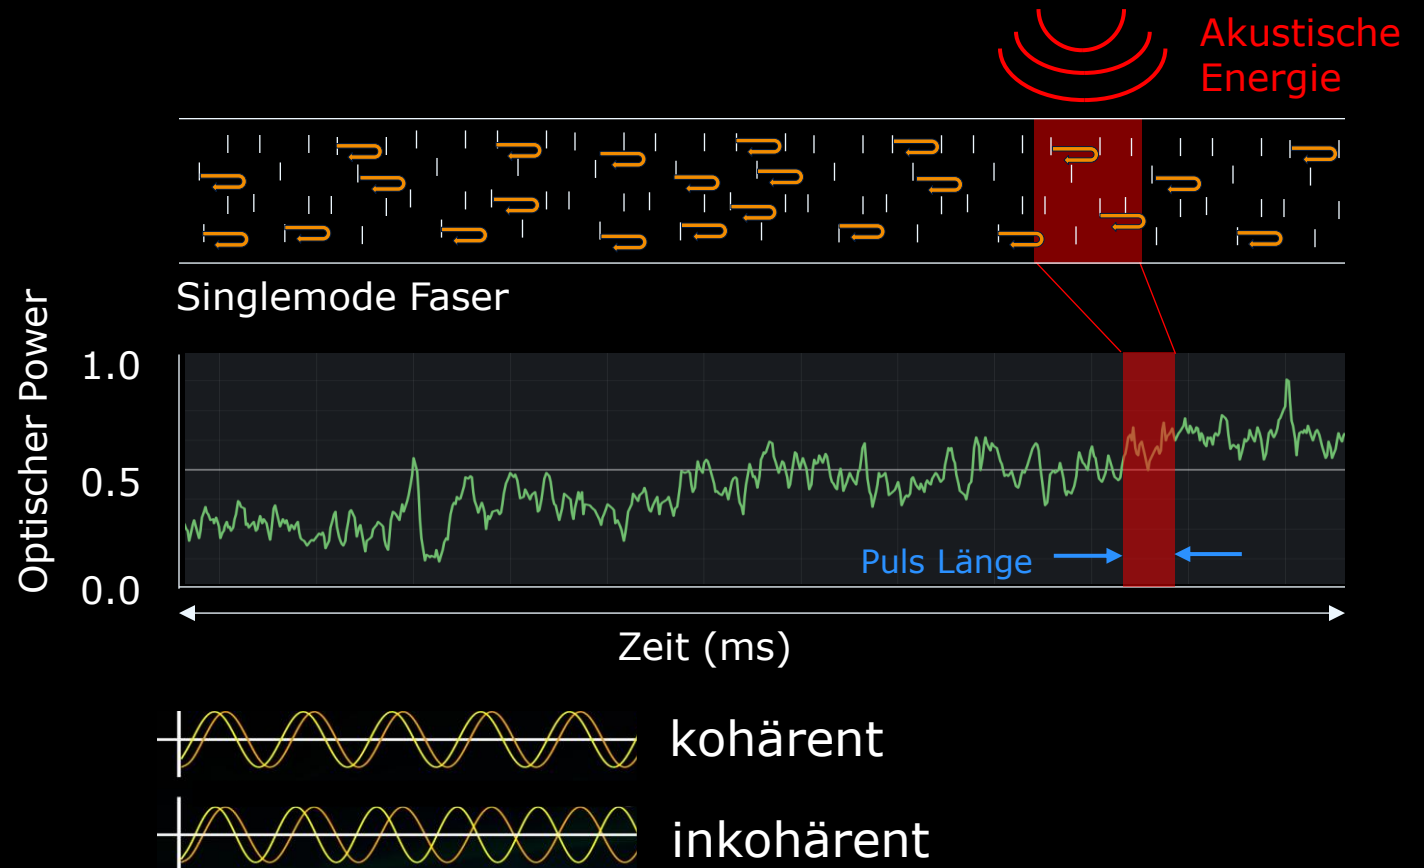 Akustische
Energie
Singlemode Faser
Optischer Power
1.0
0.5
0.0
Puls Länge
Zeit (ms)
kohärent
inkohärent